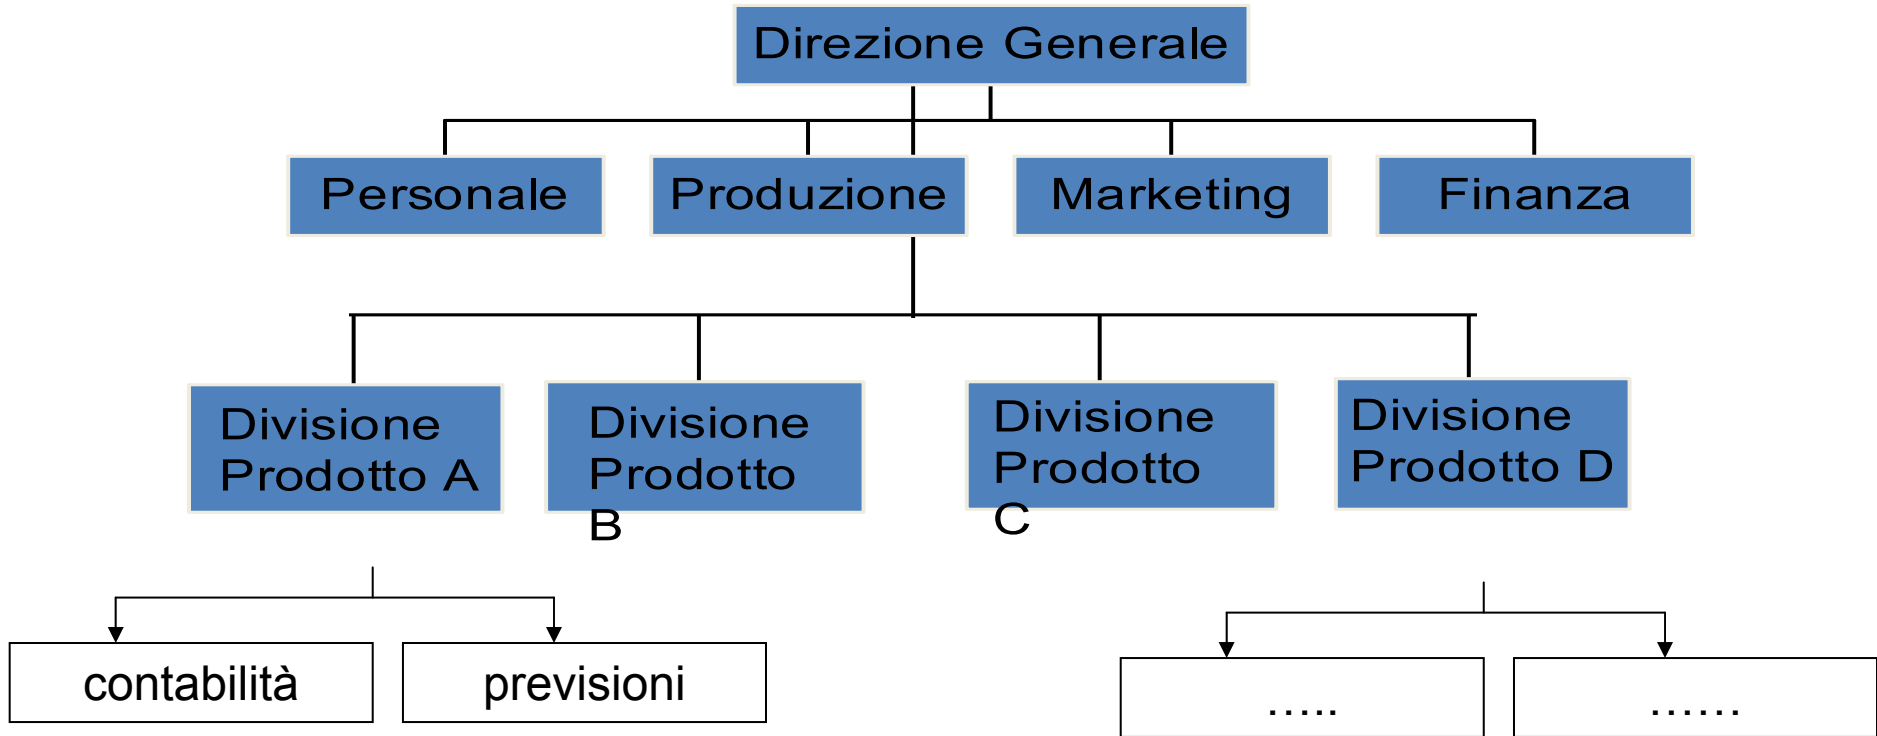 Direzione Generale
Personale
Produzione
Marketing
Finanza
Divisione
Prodotto A
Divisione
Prodotto
B
Divisione
Prodotto
C
Divisione
Prodotto D
contabilità
previsioni
.....
......